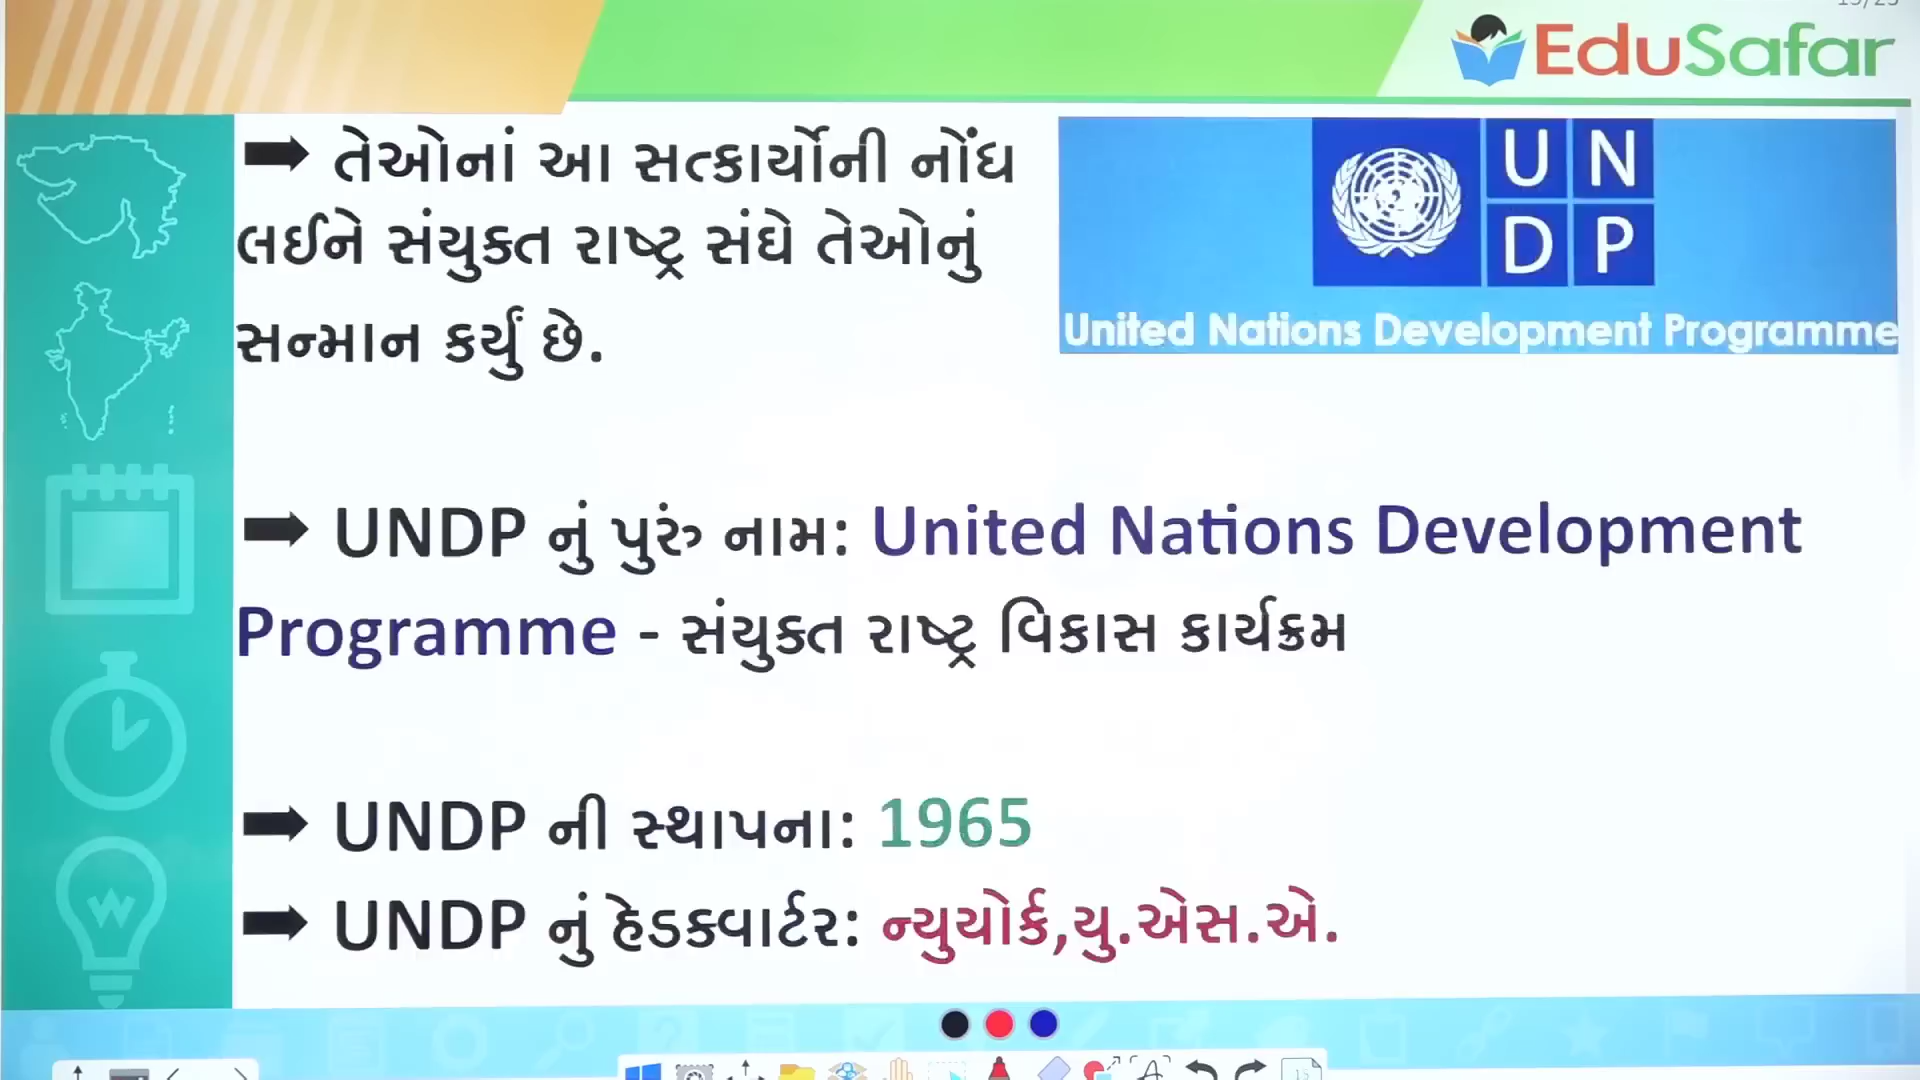 EduSafar
➡ તેઓનાં આ સત્કાર્યોની નોંધ
લઈને સંયુક્ત રાષ્ટ્ર સંઘે તેઓનું
સન્માન કર્યું છે.
U N
D P
United Nations Development Programme
➡ UNDP નું પુરું નામ: United Nations Development
Programme - સંયુક્ત રાષ્ટ્ર વિકાસ કાર્યક્રમ
➡ UNDP ની સ્થાપના: 1965
➡ UNDP નું હેડક્વાર્ટર: ન્યુયોર્ક,યુ.એસ.એ.